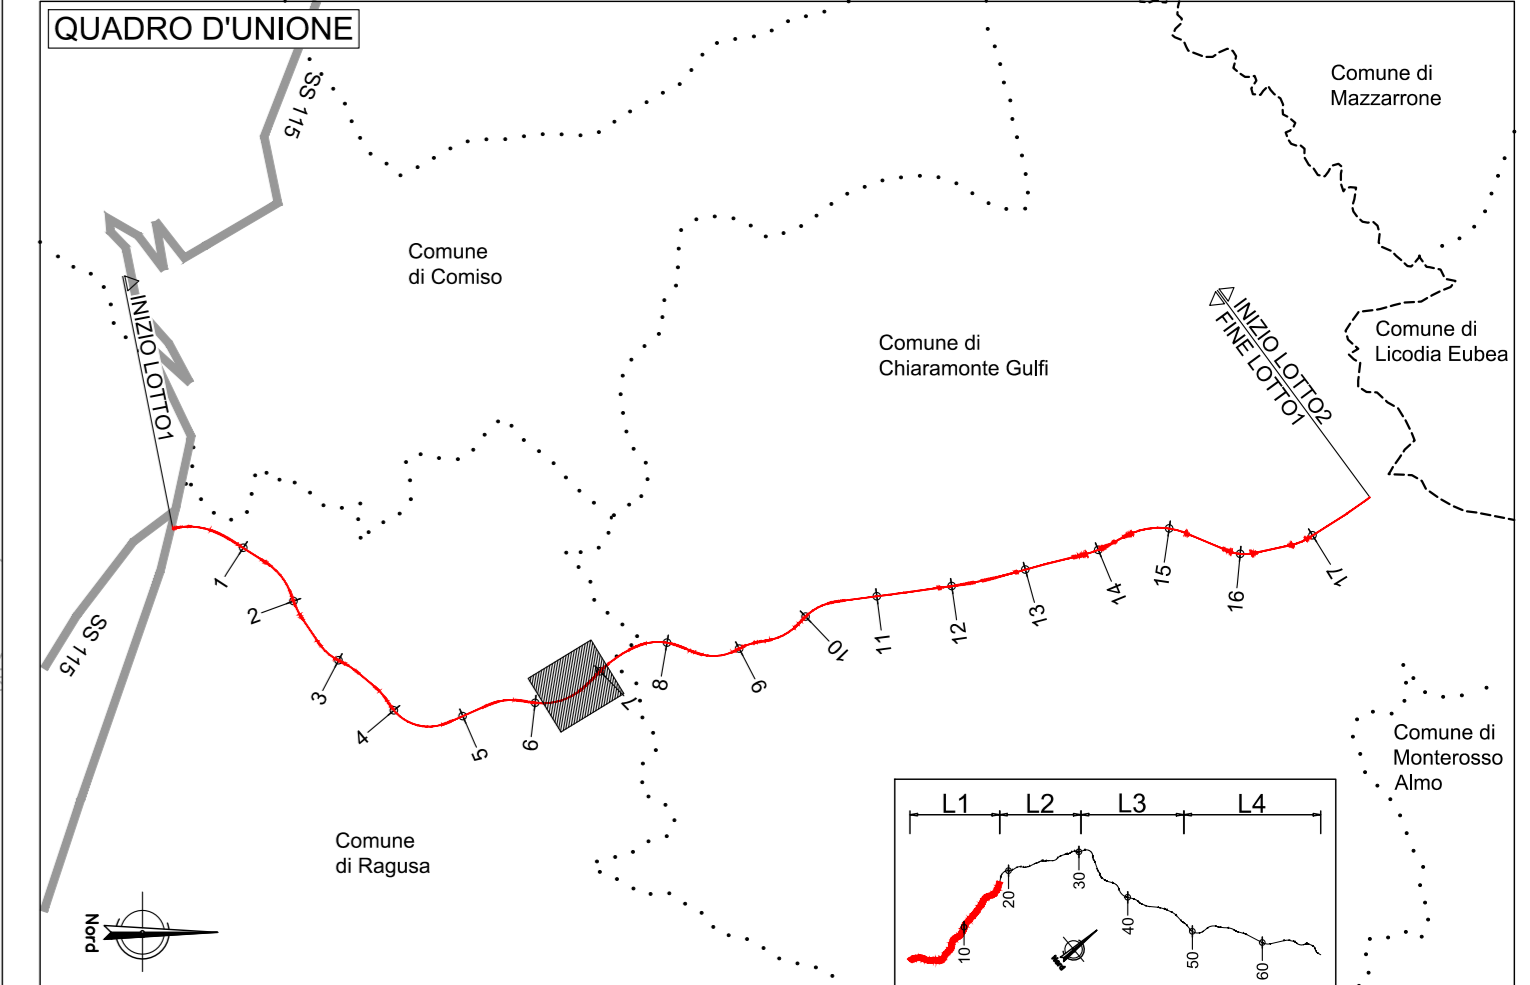 QUADRO D'UNIONE
SS 115
Comune di
Mazzarrone
Comune
di Comiso
INIZIO LOTTO1
Comune di
Chiaramonte Gulfi
INIZIO LOTTO2
FINE LOTTO1
Comune di
Licodia Eubea
SS 115
1
2
3
4
5
6
7
8
9
10
11
12
13
14
15
16
17
Comune di
Monterosso
Almo
Comune
di Ragusa
Nord
L1 L2 L3 L4
10
20
30
40
50
60
Nord